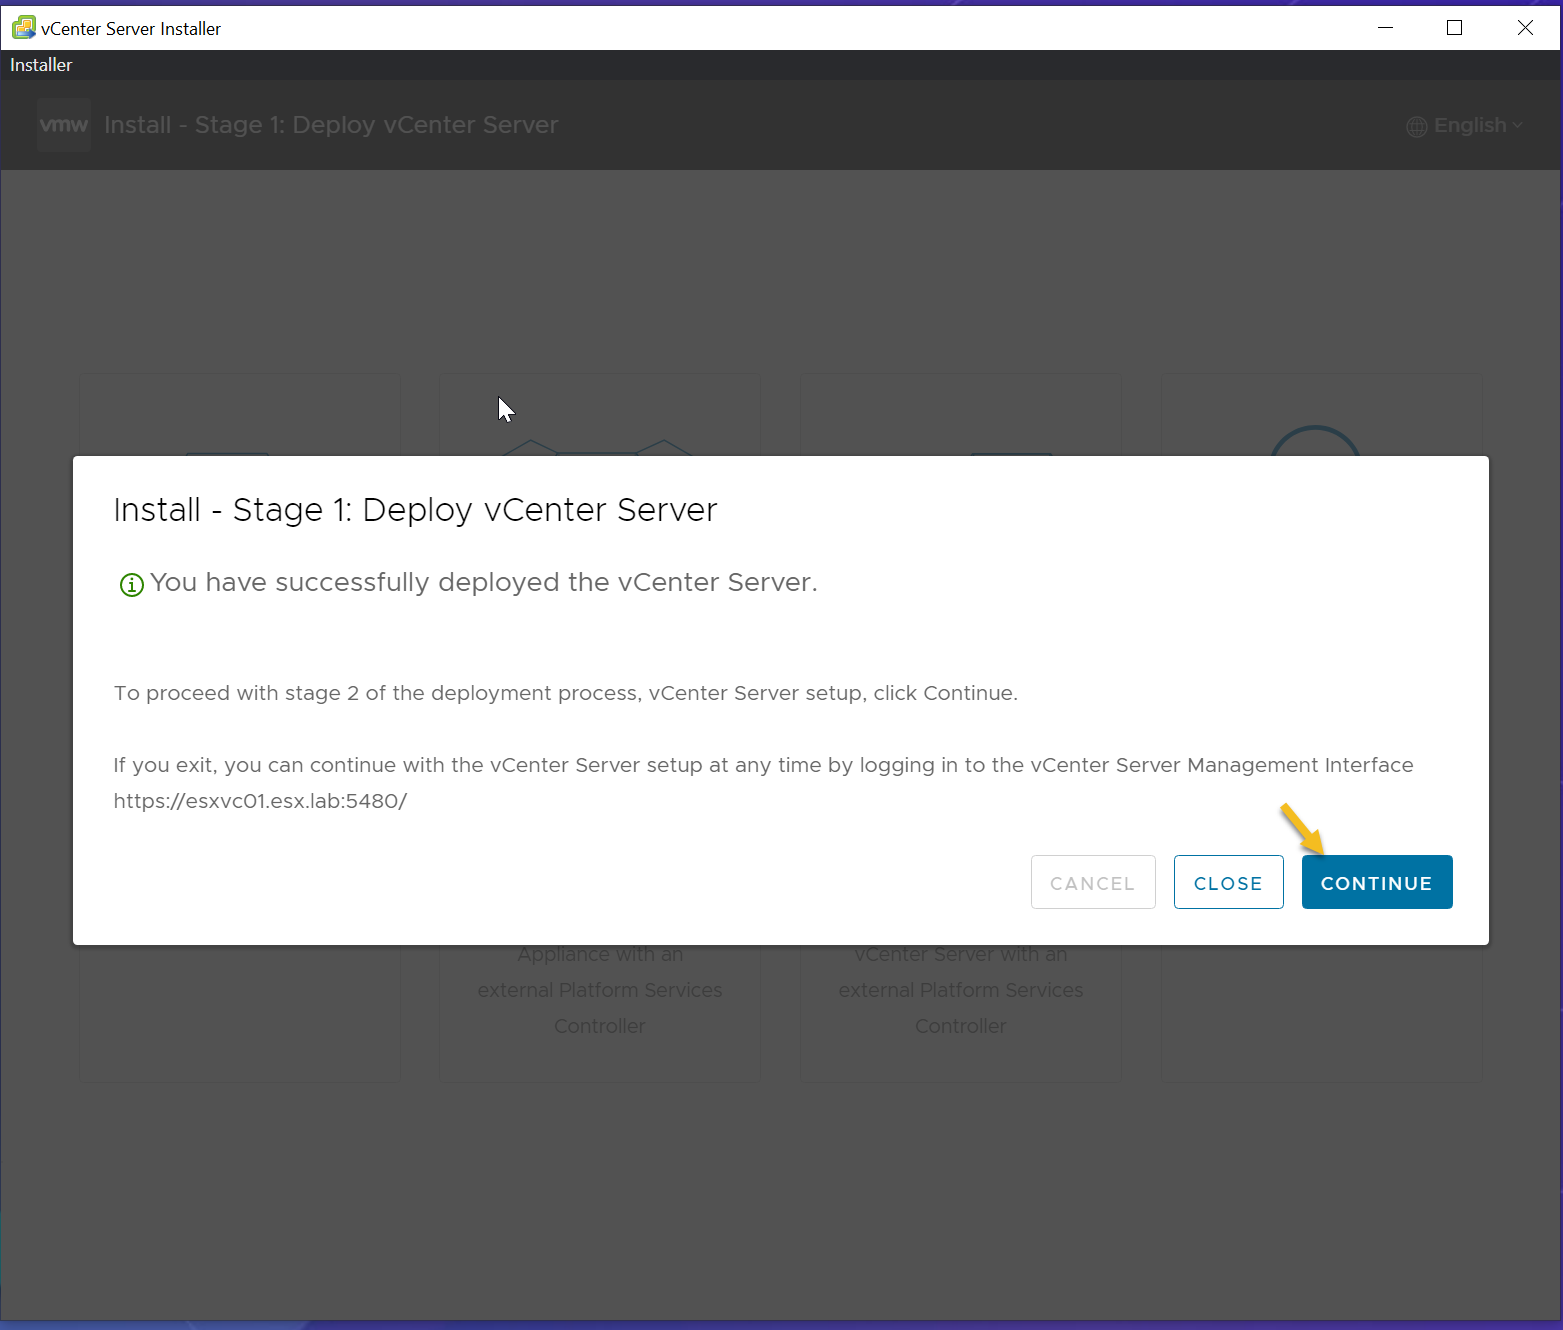 vCenter Server Installer
Installer
vmw Install - Stage 1: Deploy vCenter Server
English
Install - Stage 1: Deploy vCenter Server
You have successfully deployed the vCenter Server.
To proceed with stage 2 of the deployment process, vCenter Server setup, click Continue.
If you exit, you can continue with the vCenter Server setup at any time by logging in to the vCenter Server Management Interface
https://esxvc01.esx.lab:5480/
CANCEL
CLOSE
CONTINUE
Appliance with an
external Platform Services
Controller
vCenter Server with an
external Platform Services
Controller